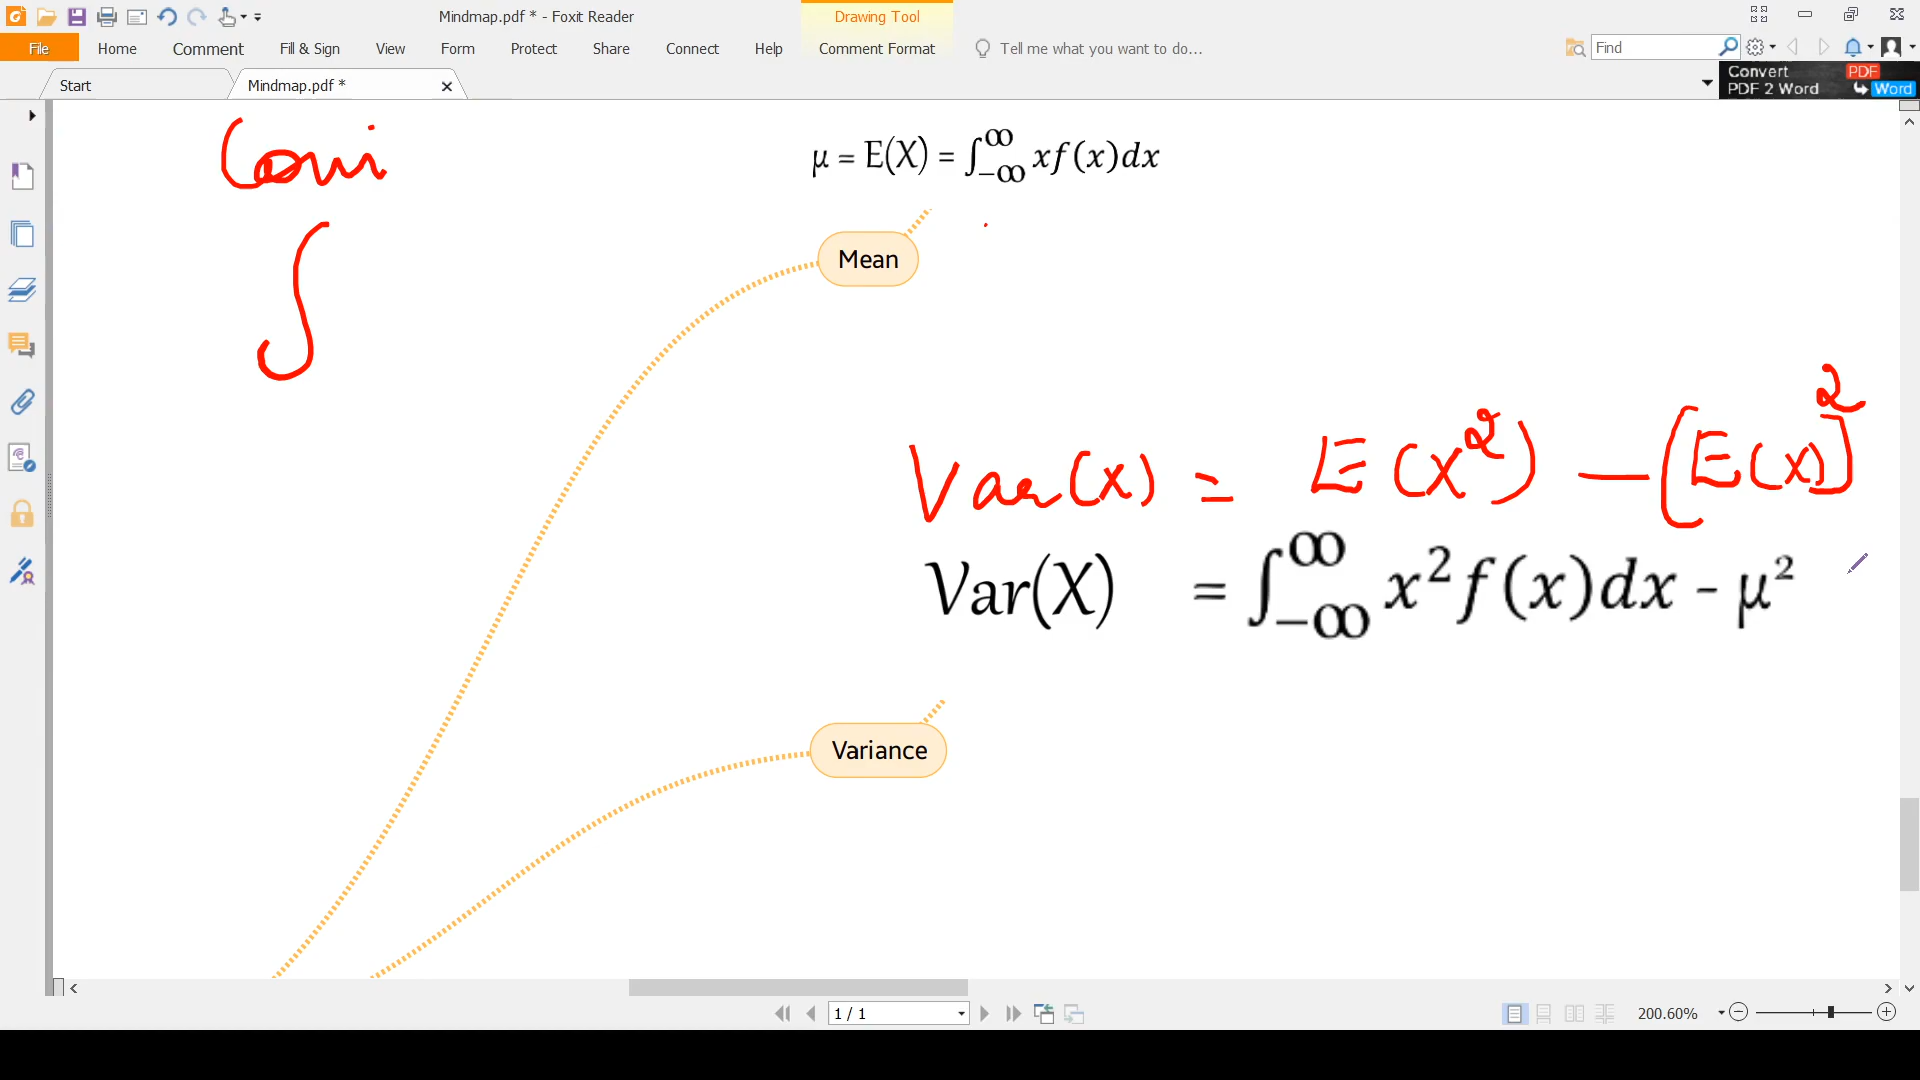 Mindmap.pdf * - Foxit Reader
Drawing Tool
File Home Comment Fill & Sign View Form Protect Share Connect Help Comment Format Tell me what you want to do... Find
Start Mindmap.pdf *
Convert PDF
PDF 2 Word Word
μ = E(X) = ∫_{-∞}^{∞} xf(x)dx
∫
Mean
Var(x) = E(x²) - [E(x)]²
Var(X) = ∫_{-∞}^{∞} x²f(x)dx - μ²
Variance
1 / 1
200.60%